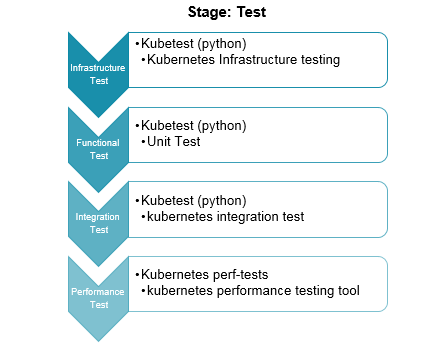 Stage: Test
Infrastructure
Test
•Kubetest (python)
•Kubernetes Infrastructure testing
Functional
Test
•Kubetest (python)
•Unit Test
Integration
Test
•Kubetest (python)
•kubernetes integration test
Performance
Test
•Kubernetes perf-tests
•kubernetes performance testing tool